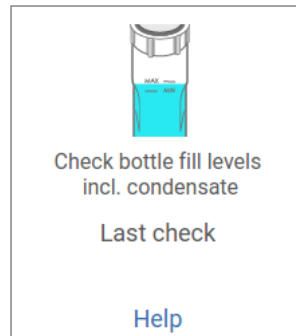 MAX
MIN
Check bottle fill levels
incl. condensate
Last check
Help